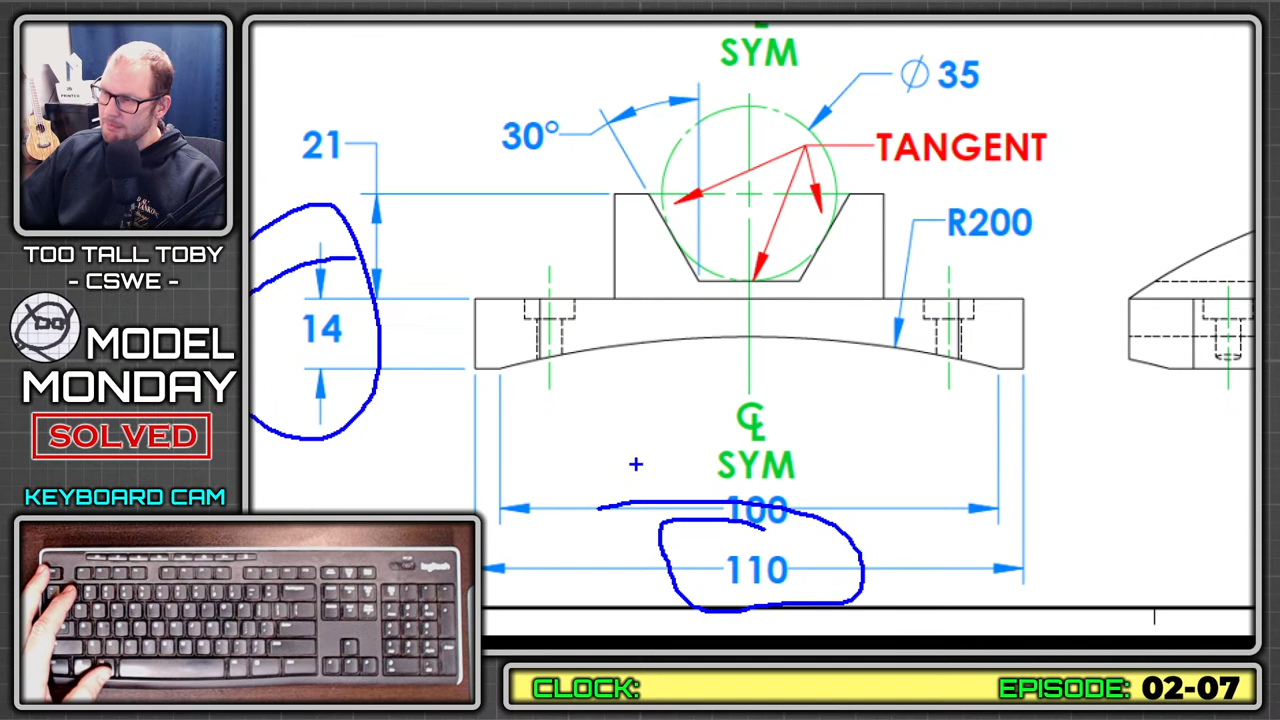 TOO TALL TOBY
- CSWE -
MODEL
MONDAY
SOLVED
KEYBOARD CAM
logitech
℄
SYM
Ø 35
30°
21
TANGENT
R200
14
℄
SYM
100
110
CLOCK:
EPISODE: 02-07